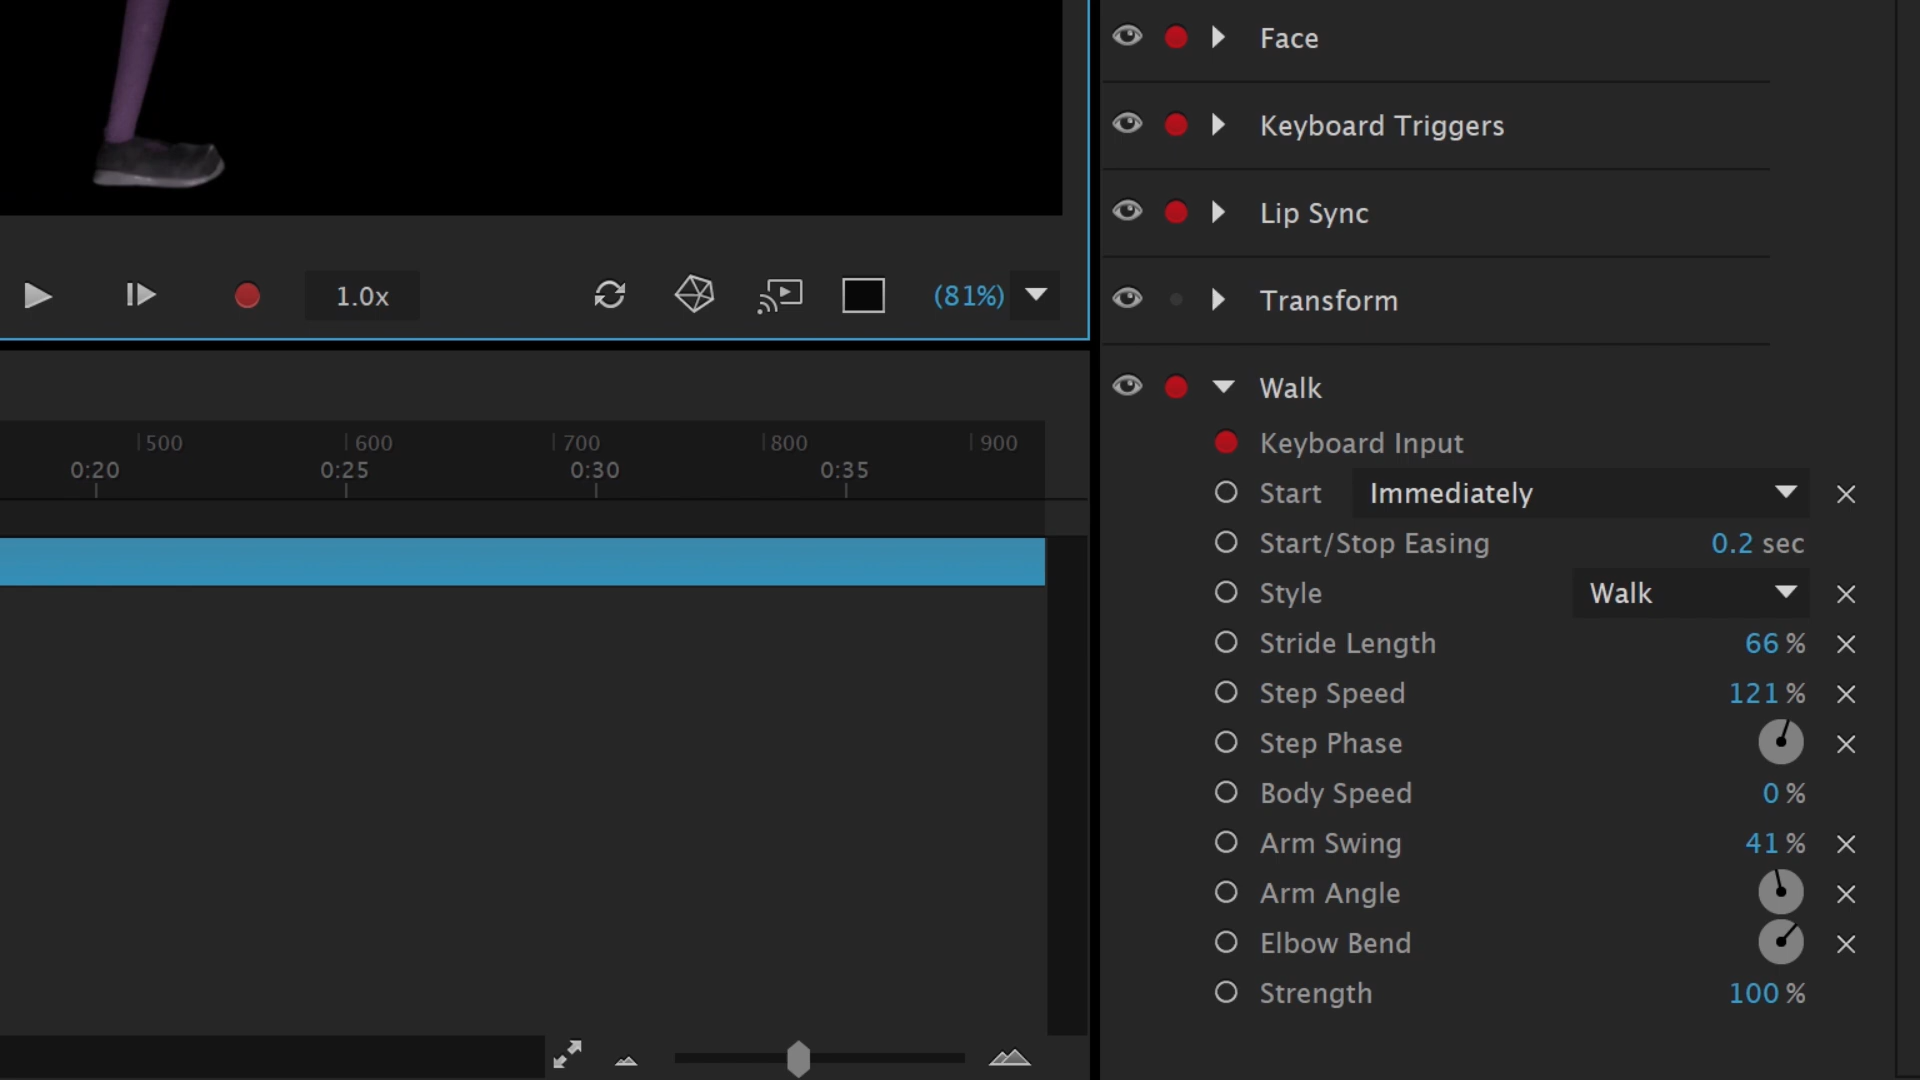 Face
Keyboard Triggers
Lip Sync
Transform
1.0x
(81%)
Walk
Keyboard Input
Start Immediately
Start/Stop Easing 0.2 sec
Style Walk
Stride Length 66 %
Step Speed 121 %
Step Phase
Body Speed 0 %
Arm Swing 41 %
Arm Angle
Elbow Bend
Strength 100 %
500 600 700 800 900
0:20 0:25 0:30 0:35